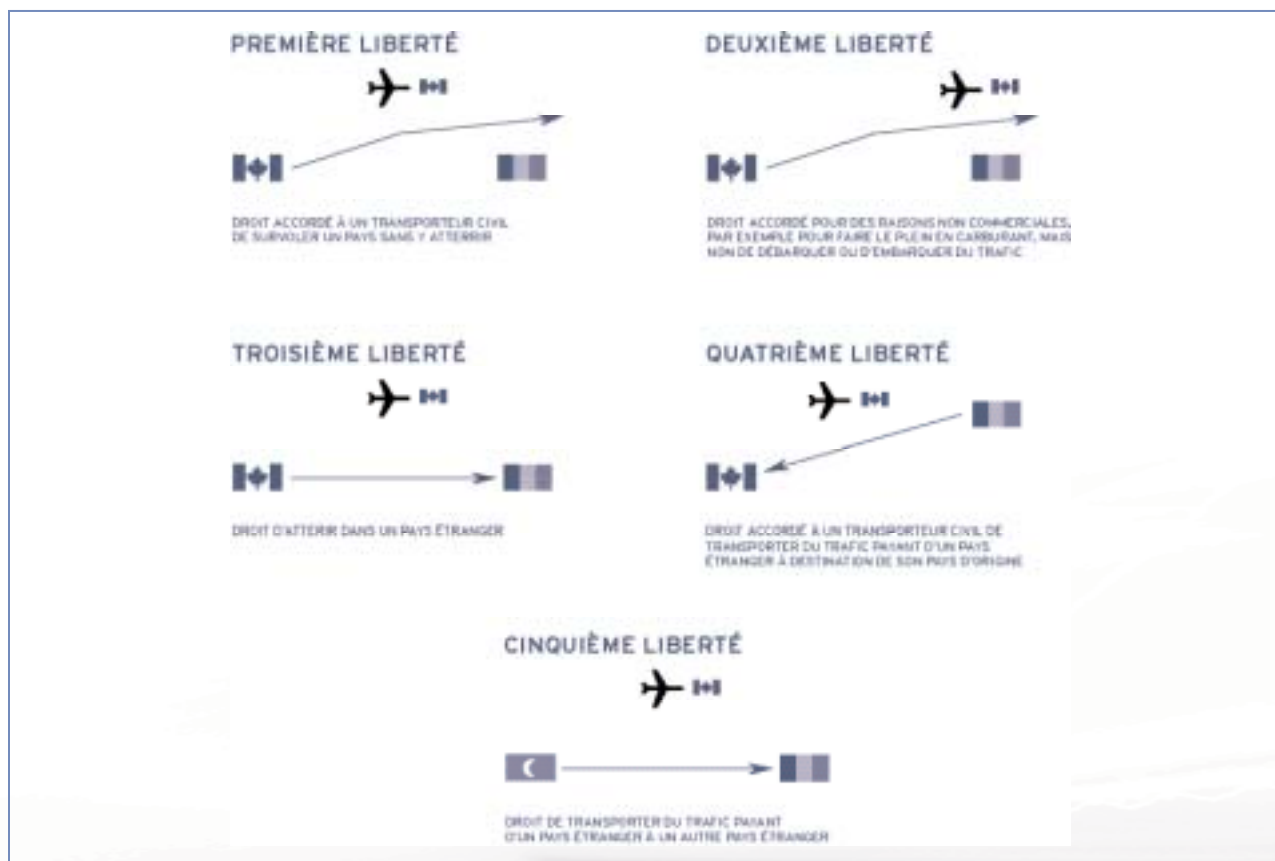 PREMIÈRE LIBERTÉ
DROIT ACCORDÉ À UN TRANSPORTEUR CIVIL
DE SURVOLER UN PAYS SANS Y ATTERRIR
DEUXIÈME LIBERTÉ
DROIT ACCORDÉ POUR DES RAISONS NON COMMERCIALES,
PAR EXEMPLE POUR FAIRE LE PLEIN EN CARBURANT, MAIS
NON DE DÉBARQUER OU D'EMBARQUER DU TRAFIC
TROISIÈME LIBERTÉ
DROIT D'ATTERIR DANS UN PAYS ÉTRANGER
QUATRIÈME LIBERTÉ
DROIT ACCORDÉ À UN TRANSPORTEUR CIVIL DE
TRANSPORTER DU TRAFIC PAYANT D'UN PAYS
ÉTRANGER À DESTINATION DE SON PAYS D'ORIGINE
CINQUIÈME LIBERTÉ
DROIT DE TRANSPORTER DU TRAFIC PAYANT
D'UN PAYS ÉTRANGER À UN AUTRE PAYS ÉTRANGER